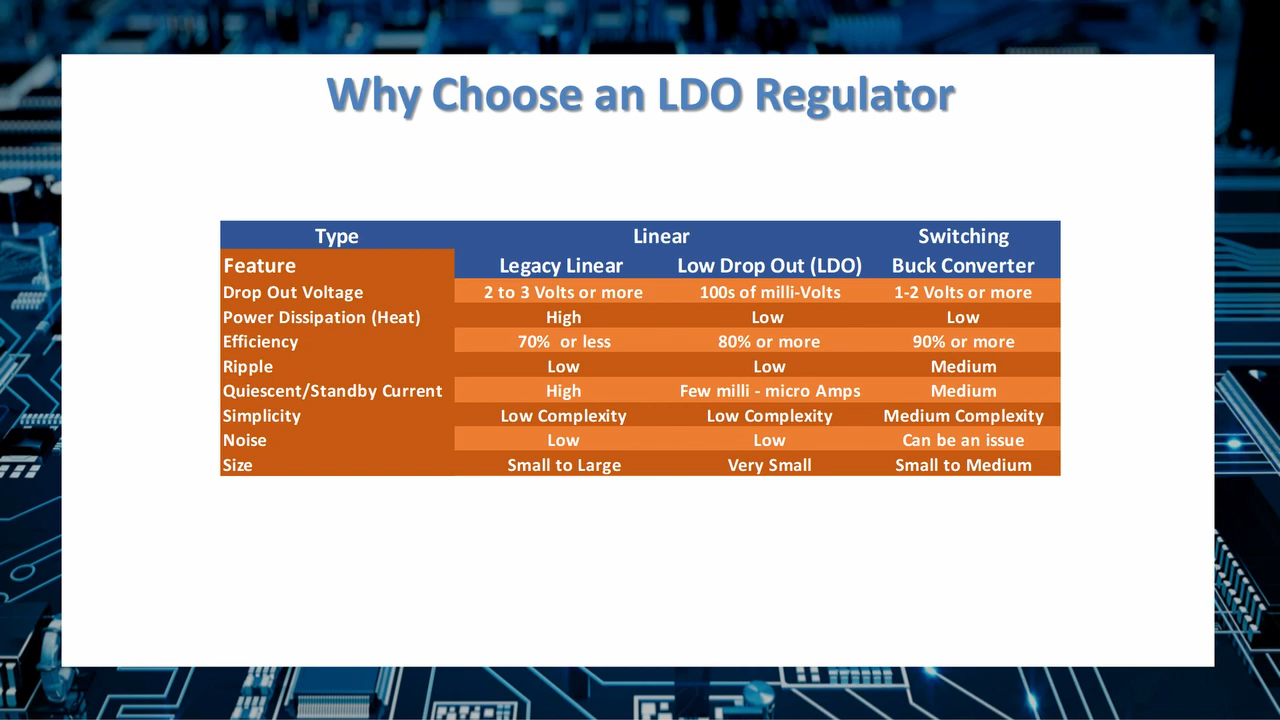 Why Choose an LDO Regulator
Type Linear Switching
Feature Legacy Linear Low Drop Out (LDO) Buck Converter
Drop Out Voltage 2 to 3 Volts or more 100s of milli-Volts 1-2 Volts or more
Power Dissipation (Heat) High Low Low
Efficiency 70% or less 80% or more 90% or more
Ripple Low Low Medium
Quiescent/Standby Current High Few milli - micro Amps Medium
Simplicity Low Complexity Low Complexity Medium Complexity
Noise Low Low Can be an issue
Size Small to Large Very Small Small to Medium